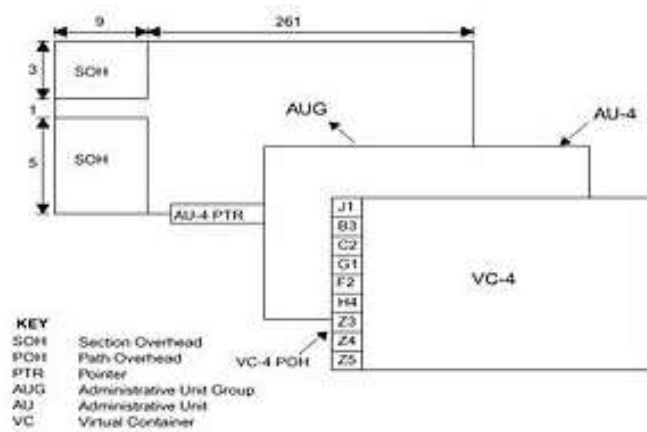 9 261
3 SOH
1
5 SOH
AUG
AU-4
AU-4 PTR
J1
B3
C2
G1
F2
H4
Z3
Z4
Z5
VC-4
VC-4 POH
KEY
SOH Section Overhead
POH Path Overhead
PTR Pointer
AUG Administrative Unit Group
AU Administrative Unit
VC Virtual Container